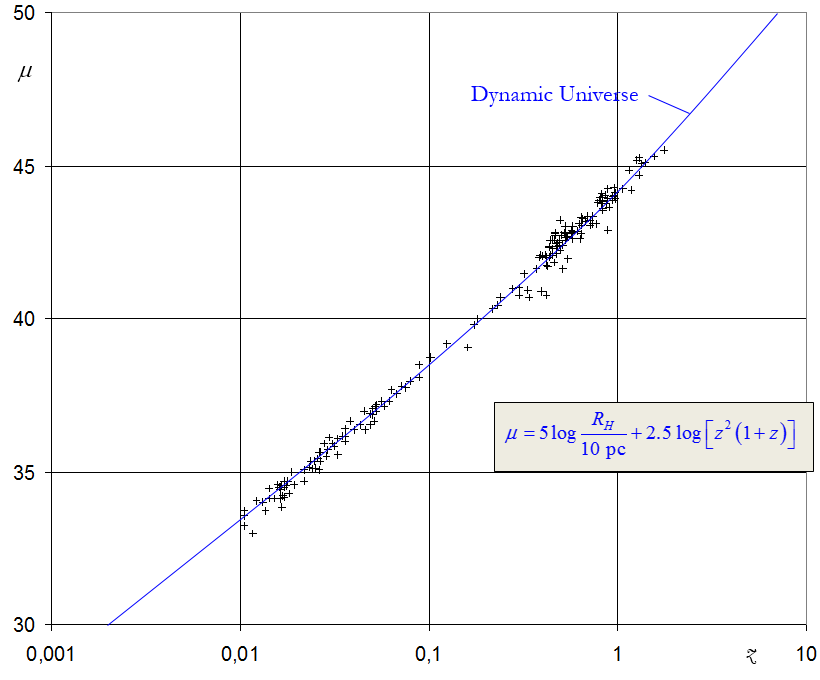 50
μ
Dynamic Universe
45
40
μ = 5 log R_H / 10 pc + 2.5 log [z² (1 + z)]
35
30
0,001 0,01 0,1 1 z 10